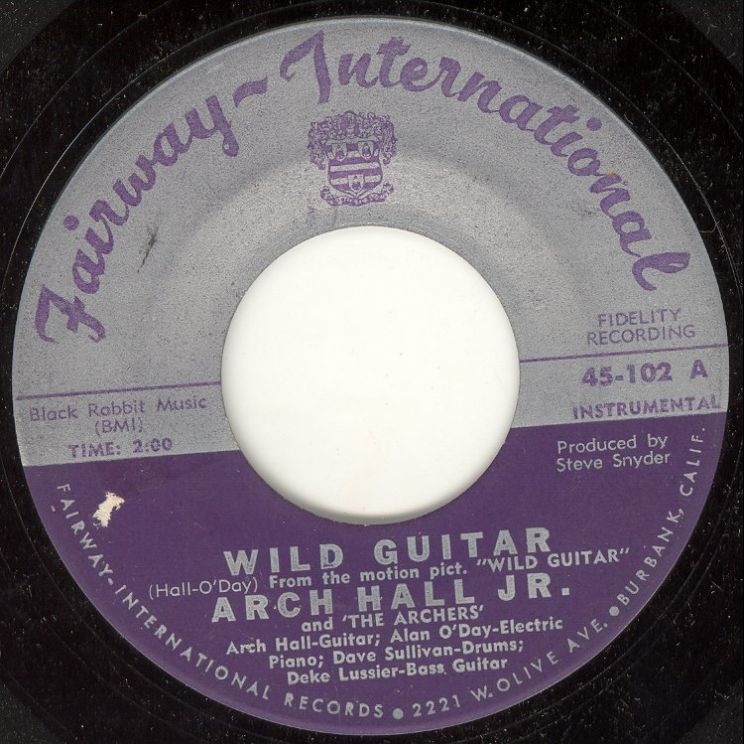 Fairway~International
FIDELITY
RECORDING
45-102 A
INSTRUMENTAL
Black Rabbit Music
(BMI)
TIME: 2:00
Produced by
Steve Snyder
WILD GUITAR
(Hall-O'Day) From the motion pict. "WILD GUITAR"
ARCH HALL JR.
and 'THE ARCHERS'
Arch Hall-Guitar; Alan O'Day-Electric
Piano; Dave Sullivan-Drums;
Deke Lussier-Bass Guitar
FAIRWAY-INTERNATIONAL RECORDS • 2221 W. OLIVE AVE. • BURBANK, CALIF.